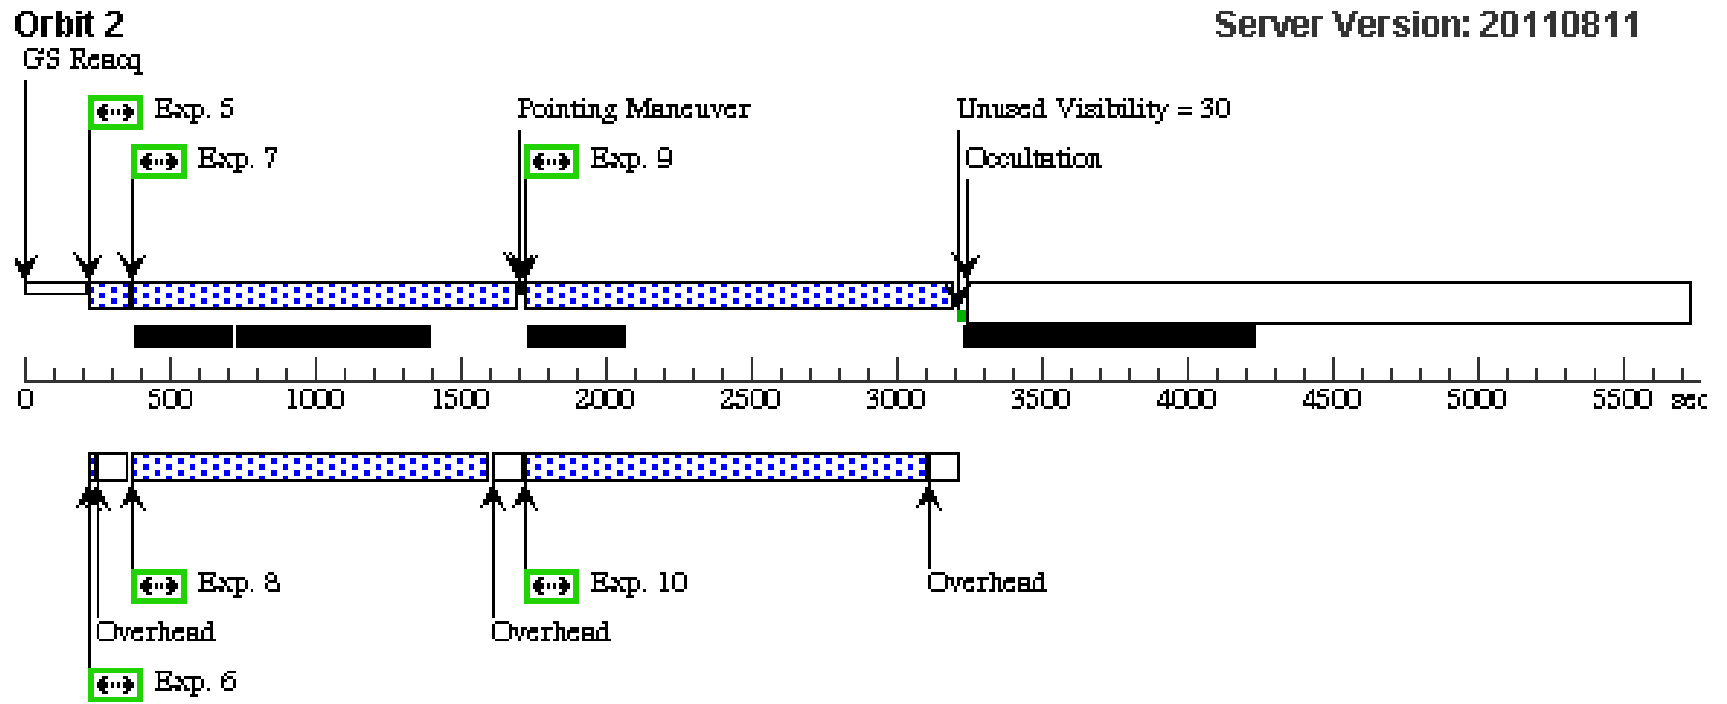 Orbit 2
Server Version: 20110811
GS Reacq
Exp. 5
Pointing Maneuver
Unused Visibility = 30
Exp. 7
Exp. 9
Occultation
0 500 1000 1500 2000 2500 3000 3500 4000 4500 5000 5500 sec
Exp. 8
Exp. 10
Overhead
Overhead
Overhead
Exp. 6